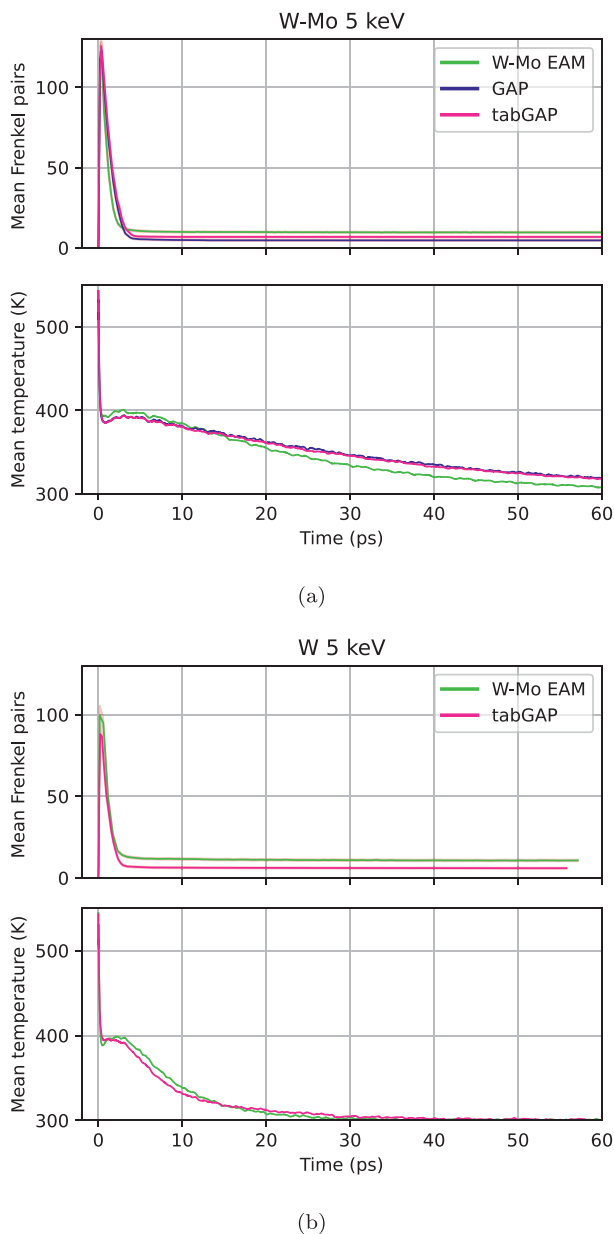 W-Mo 5 keV
Mean Frenkel pairs
100
50
0
W-Mo EAM
GAP
tabGAP
Mean temperature (K)
500
400
300
0 10 20 30 40 50 60
Time (ps)
(a)
W 5 keV
Mean Frenkel pairs
100
50
0
W-Mo EAM
tabGAP
Mean temperature (K)
500
400
300
0 10 20 30 40 50 60
Time (ps)
(b)